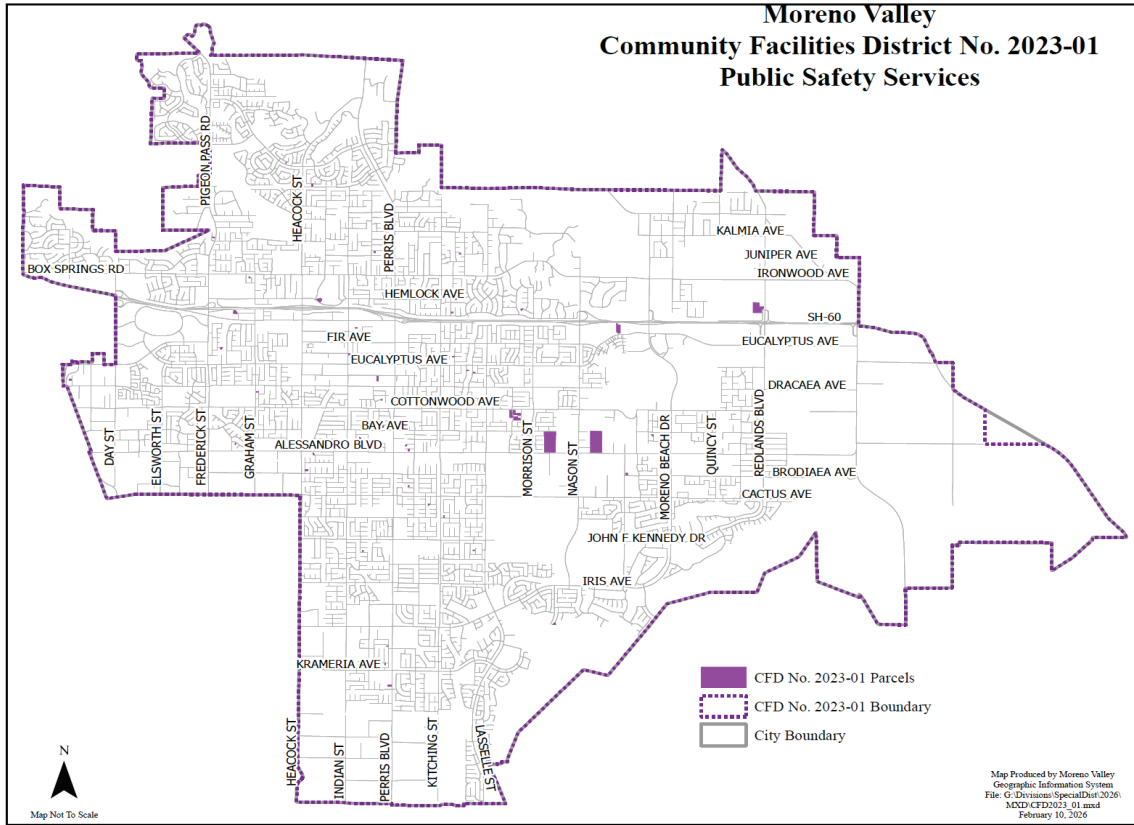 Moreno Valley
Community Facilities District No. 2023-01
Public Safety Services
PIGEON PASS RD
HEACOCK ST
PERRIS BLVD
KALMIA AVE
JUNIPER AVE
IRONWOOD AVE
BOX SPRINGS RD
HEMLOCK AVE
SH-60
FIR AVE
EUCALYPTUS AVE
EUCALYPTUS AVE
DRACAEA AVE
COTTONWOOD AVE
BAY AVE
ALESSANDRO BLVD
DAY ST
ELSWORTH ST
FREDERICK ST
GRAHAM ST
MORRISON ST
NASON ST
MORENO BEACH DR
QUINCY ST
REDLANDS BLVD
BRODIAEA AVE
CACTUS AVE
JOHN F KENNEDY DR
IRIS AVE
KRAMERIA AVE
HEACOCK ST
INDIAN ST
PERRIS BLVD
KITCHING ST
LASSELLE ST
CFD No. 2023-01 Parcels
CFD No. 2023-01 Boundary
City Boundary
N
Map Not To Scale
Map Produced by Moreno Valley
Geographic Information System
File: G:\Divisions\SpecialDist\2026\
MXD\CFD2023_01.mxd
February 10, 2026